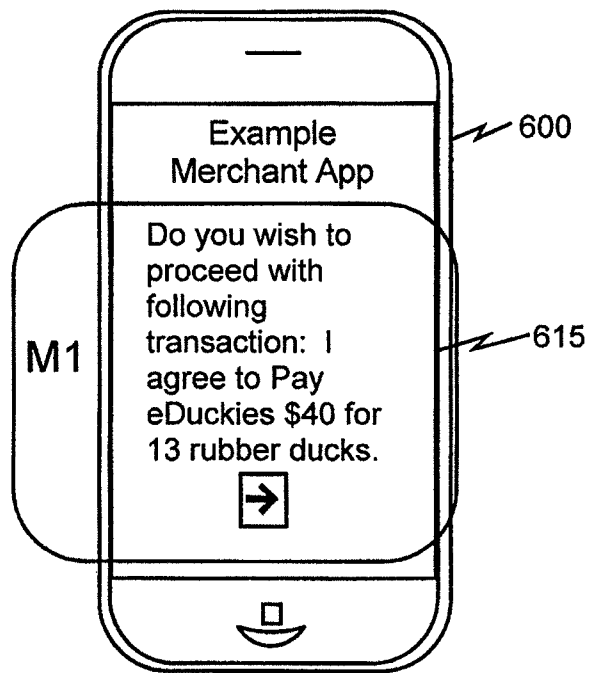 Example
Merchant App
600
Do you wish to
proceed with
following
transaction:  I
agree to Pay
eDuckies $40 for
13 rubber ducks.
M1
615